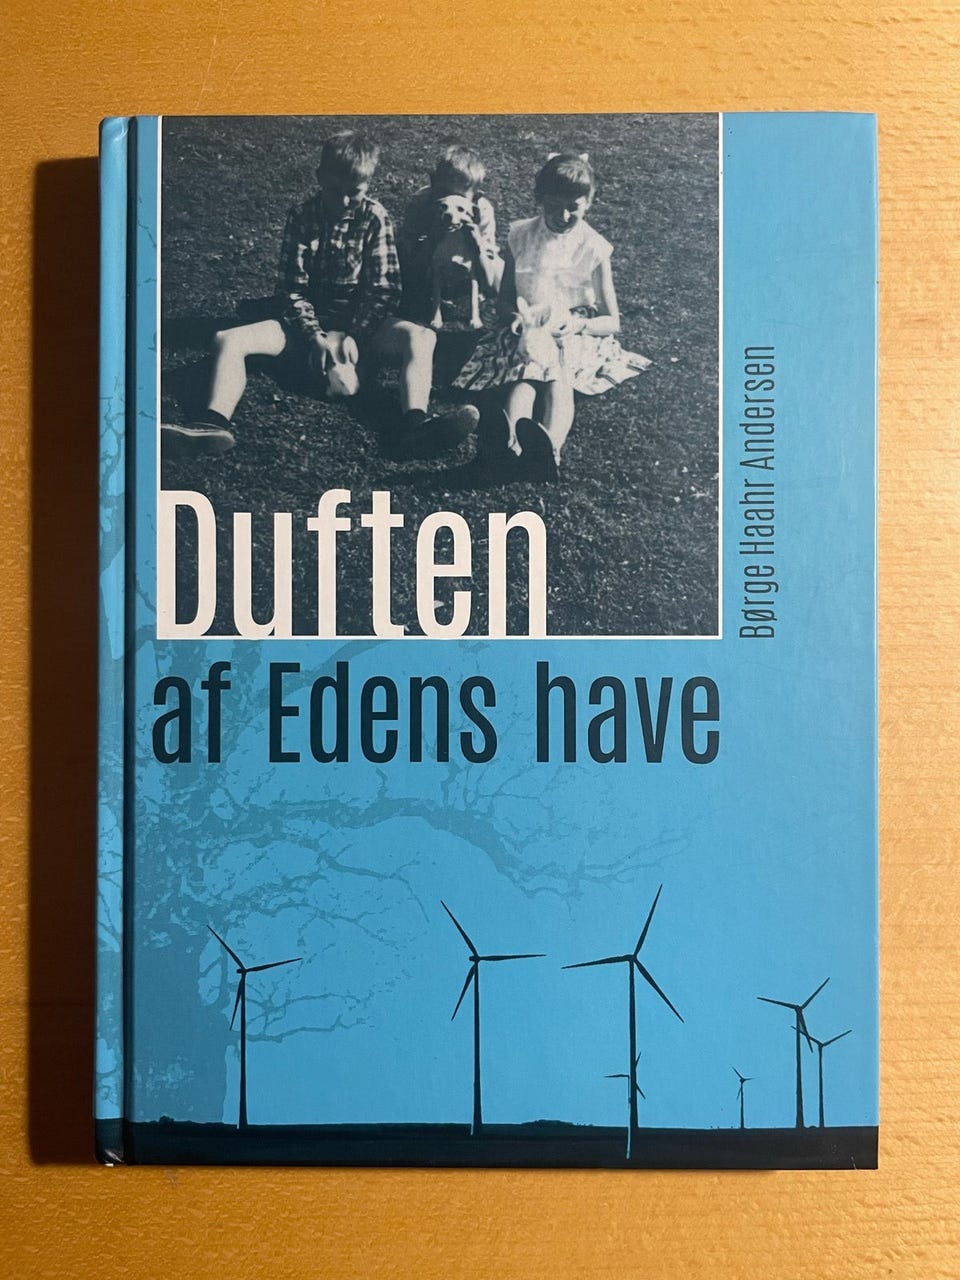 Duften
af Edens have
Børge Haahr Andersen